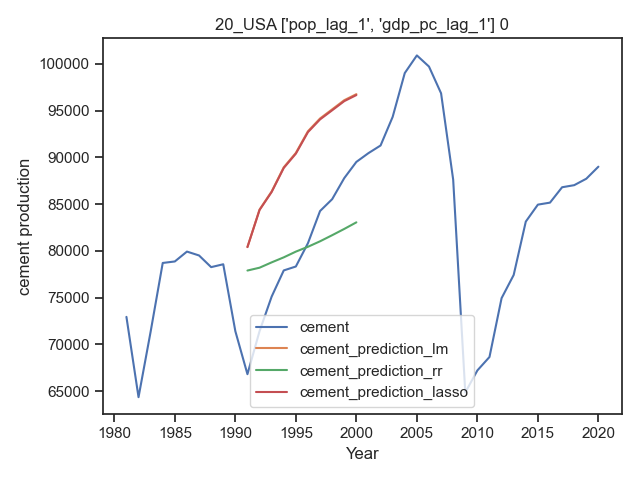 20_USA ['pop_lag_1', 'gdp_pc_lag_1'] 0
100000
95000
90000
85000
80000
75000
70000
65000
cement production
cement
cement_prediction_lm
cement_prediction_rr
cement_prediction_lasso
1980 1985 1990 1995 2000 2005 2010 2015 2020
Year